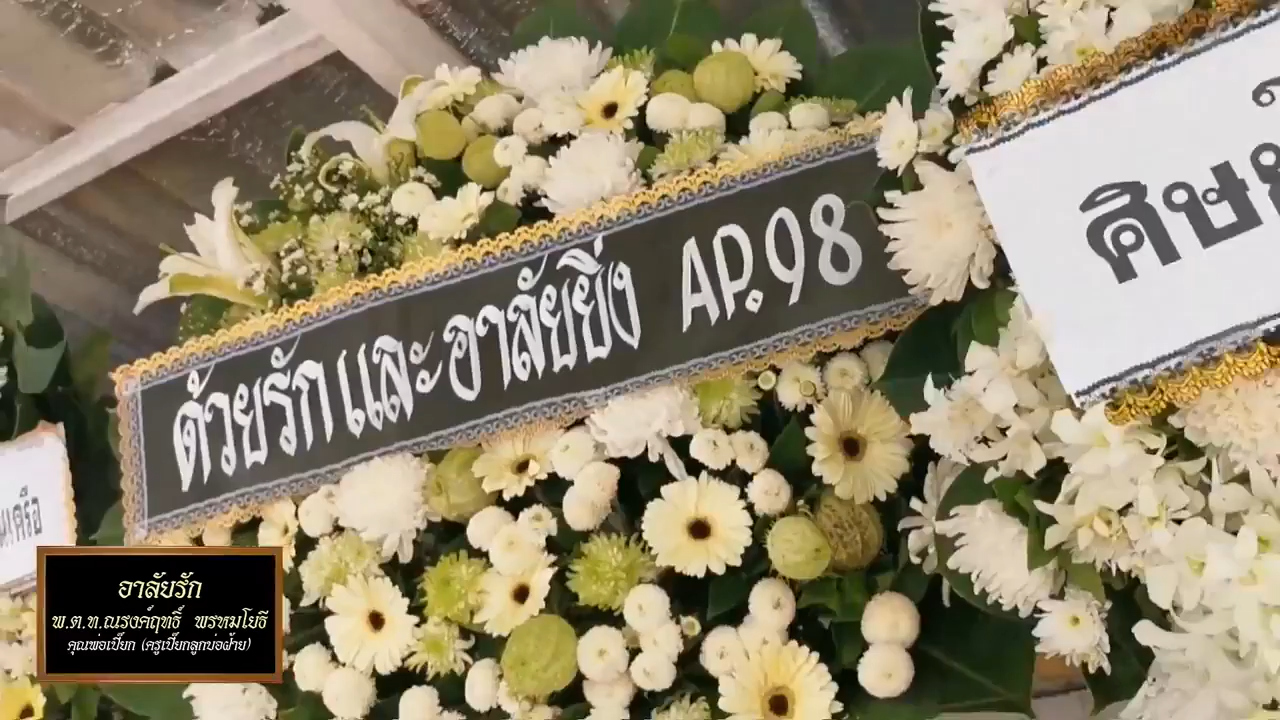 ด้วยรักและอาลัยยิ่ง AP.98
ศิษย
อาลัยรัก
พ.ต.ท.ณรงค์ฤทธิ์ พรหมโยธี
คุณพ่อเปี๊ยก (ครูเปี๊ยกลูกบ่อฝ้าย)